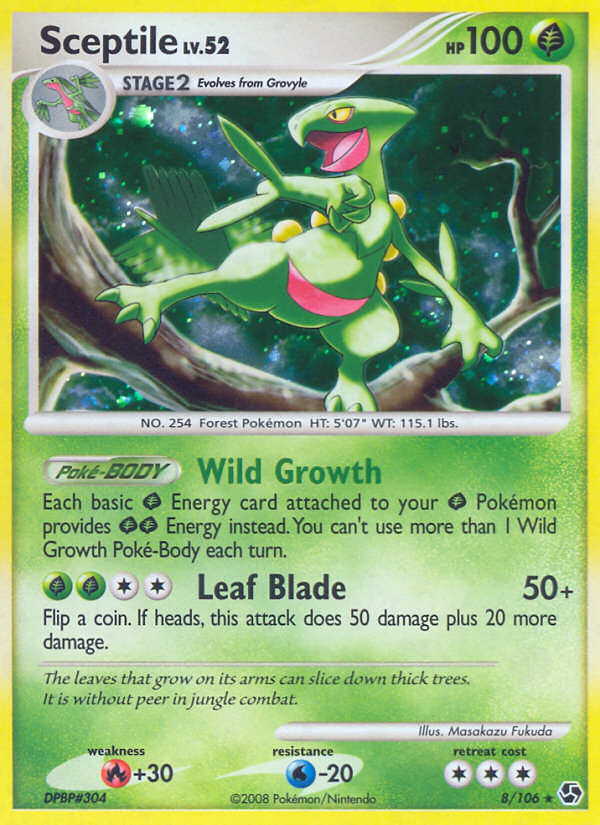 Sceptile LV.52
HP 100
STAGE2 Evolves from Grovyle
NO. 254 Forest Pokémon HT: 5'07" WT: 115.1 lbs.
Poké-BODY Wild Growth
Each basic Energy card attached to your Pokémon
provides Energy instead. You can't use more than 1 Wild
Growth Poké-Body each turn.
Leaf Blade 50+
Flip a coin. If heads, this attack does 50 damage plus 20 more
damage.
The leaves that grow on its arms can slice down thick trees.
It is without peer in jungle combat.
Illus. Masakazu Fukuda
weakness resistance retreat cost
+30 -20
DPBP#304 ©2008 Pokémon/Nintendo 8/106 ★